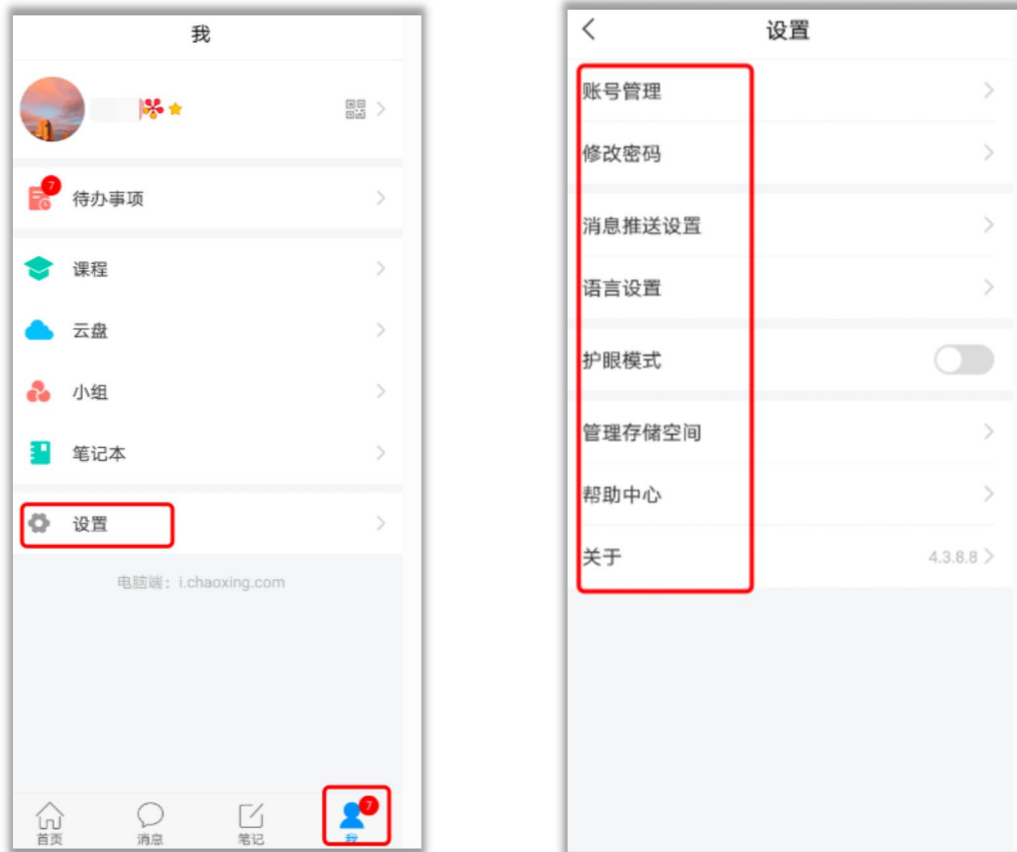 我
7
待办事项
课程
云盘
小组
笔记本
设置
电脑端：i.chaoxing.com
首页
消息
笔记
7
我
设置
账号管理
修改密码
消息推送设置
语言设置
护眼模式
管理存储空间
帮助中心
关于
4.3.8.8